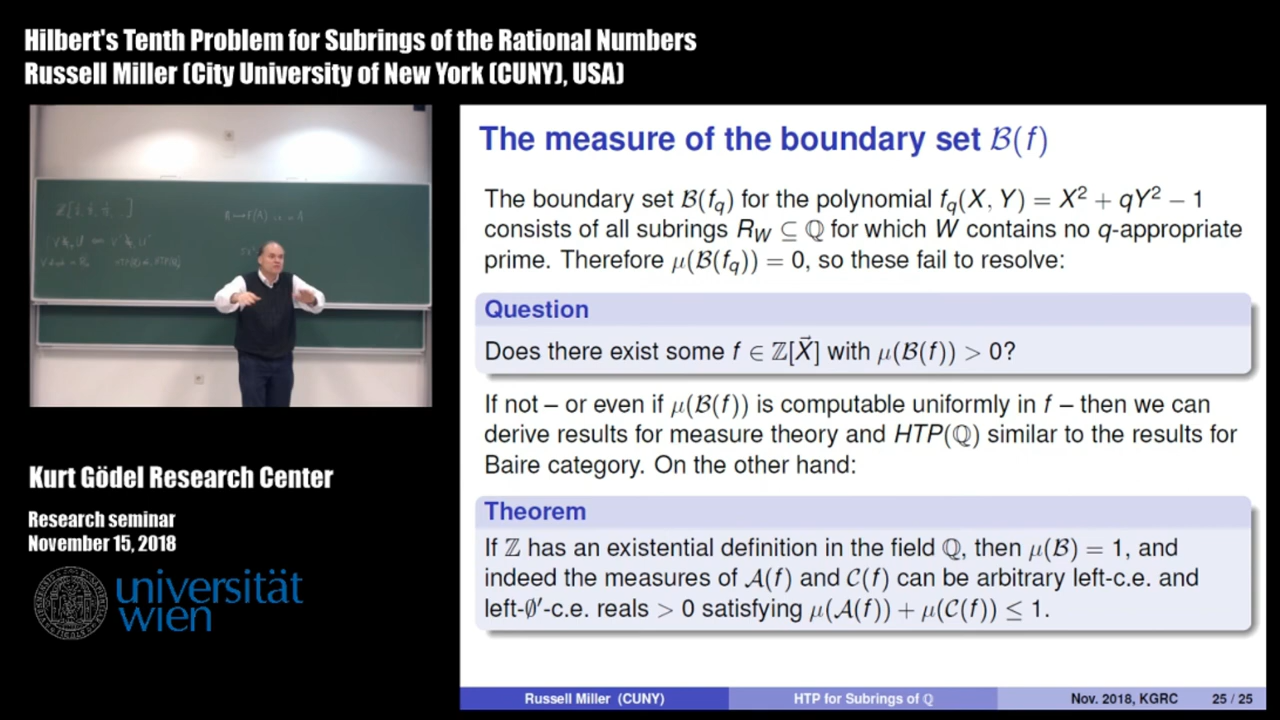 Hilbert's Tenth Problem for Subrings of the Rational Numbers
Russell Miller (City University of New York (CUNY), USA)
The measure of the boundary set 𝓑(f)
The boundary set 𝓑(f_q) for the polynomial f_q(X, Y) = X² + qY² − 1
consists of all subrings R_W ⊆ ℚ for which W contains no q-appropriate
prime. Therefore μ(𝓑(f_q)) = 0, so these fail to resolve:
Question
Does there exist some f ∈ ℤ[X⃗] with μ(𝓑(f)) > 0?
If not – or even if μ(𝓑(f)) is computable uniformly in f – then we can
derive results for measure theory and HTP(ℚ) similar to the results for
Baire category. On the other hand:
Theorem
If ℤ has an existential definition in the field ℚ, then μ(𝓑) = 1, and
indeed the measures of 𝓐(f) and 𝓒(f) can be arbitrary left-c.e. and
left-∅′-c.e. reals > 0 satisfying μ(𝓐(f)) + μ(𝓒(f)) ≤ 1.
Russell Miller (CUNY)
HTP for Subrings of ℚ
Nov. 2018, KGRC
25 / 25
Kurt Gödel Research Center
Research seminar
November 15, 2018
universität
wien